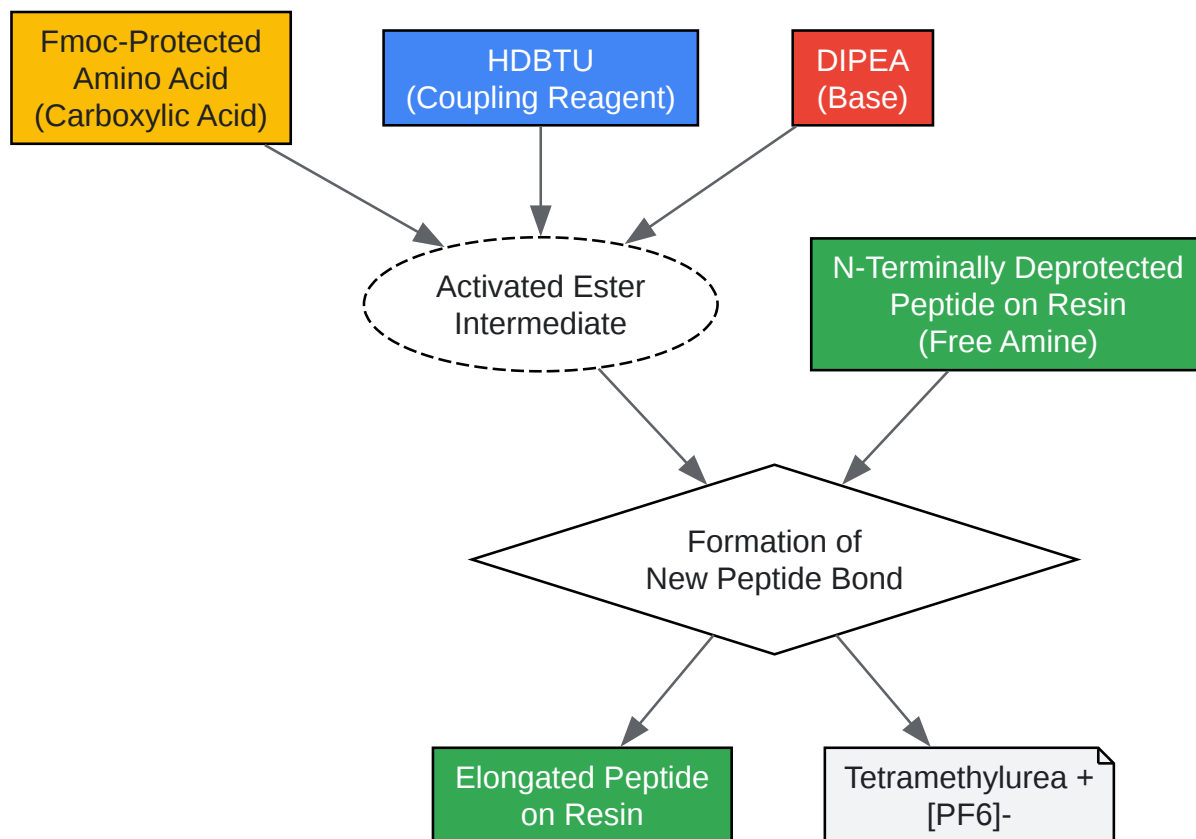 Fmoc-Protected
Amino Acid
(Carboxylic Acid)
HDBTU
(Coupling Reagent)
DIPEA
(Base)
Activated Ester
Intermediate
N-Terminally Deprotected
Peptide on Resin
(Free Amine)
Formation of
New Peptide Bond
Elongated Peptide
on Resin
Tetramethylurea +
[PF6]-